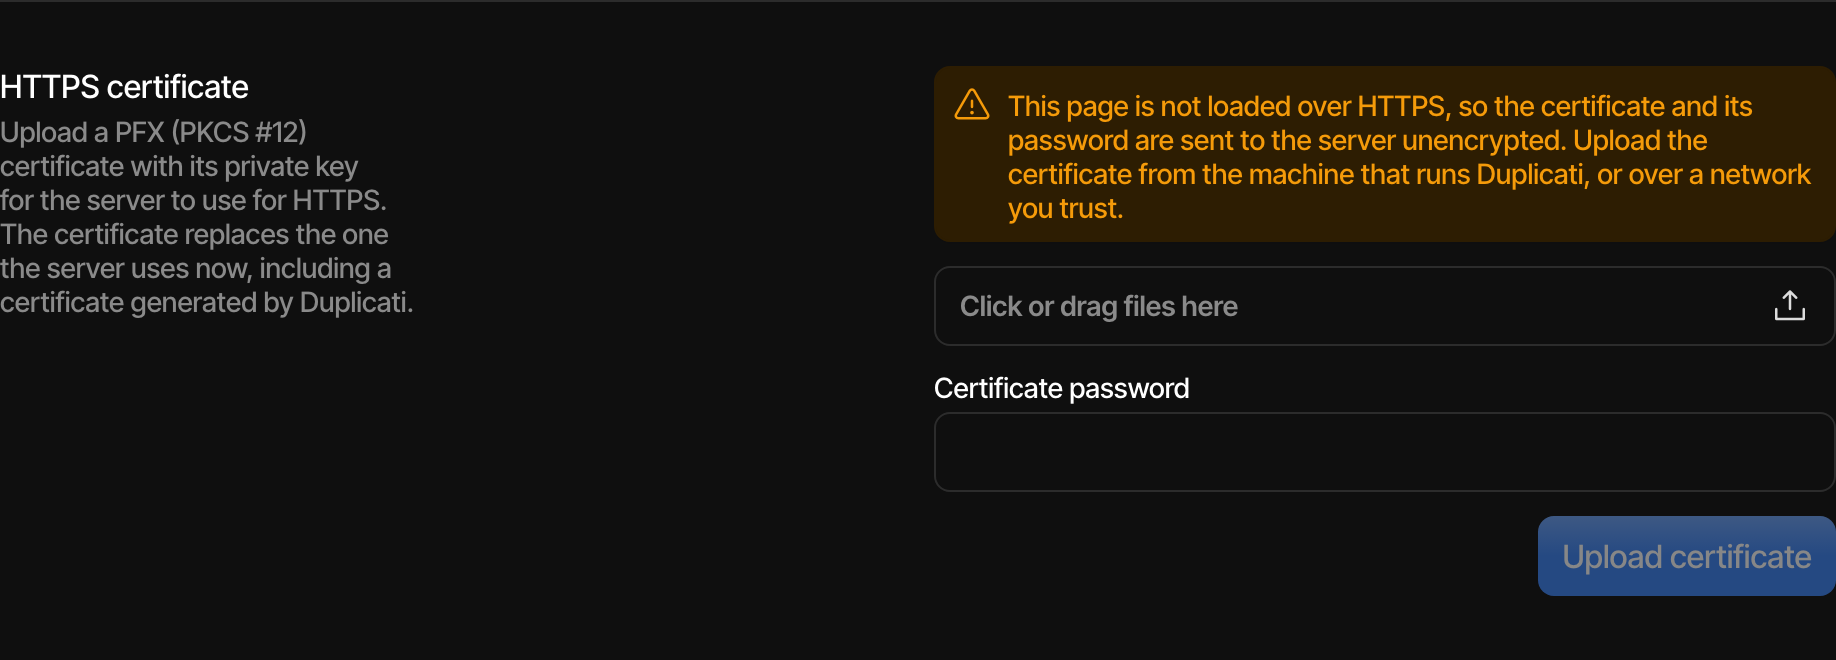 HTTPS certificate
Upload a PFX (PKCS #12)
certificate with its private key
for the server to use for HTTPS.
The certificate replaces the one
the server uses now, including a
certificate generated by Duplicati.
This page is not loaded over HTTPS, so the certificate and its
password are sent to the server unencrypted. Upload the
certificate from the machine that runs Duplicati, or over a network
you trust.
Click or drag files here
Certificate password
Upload certificate